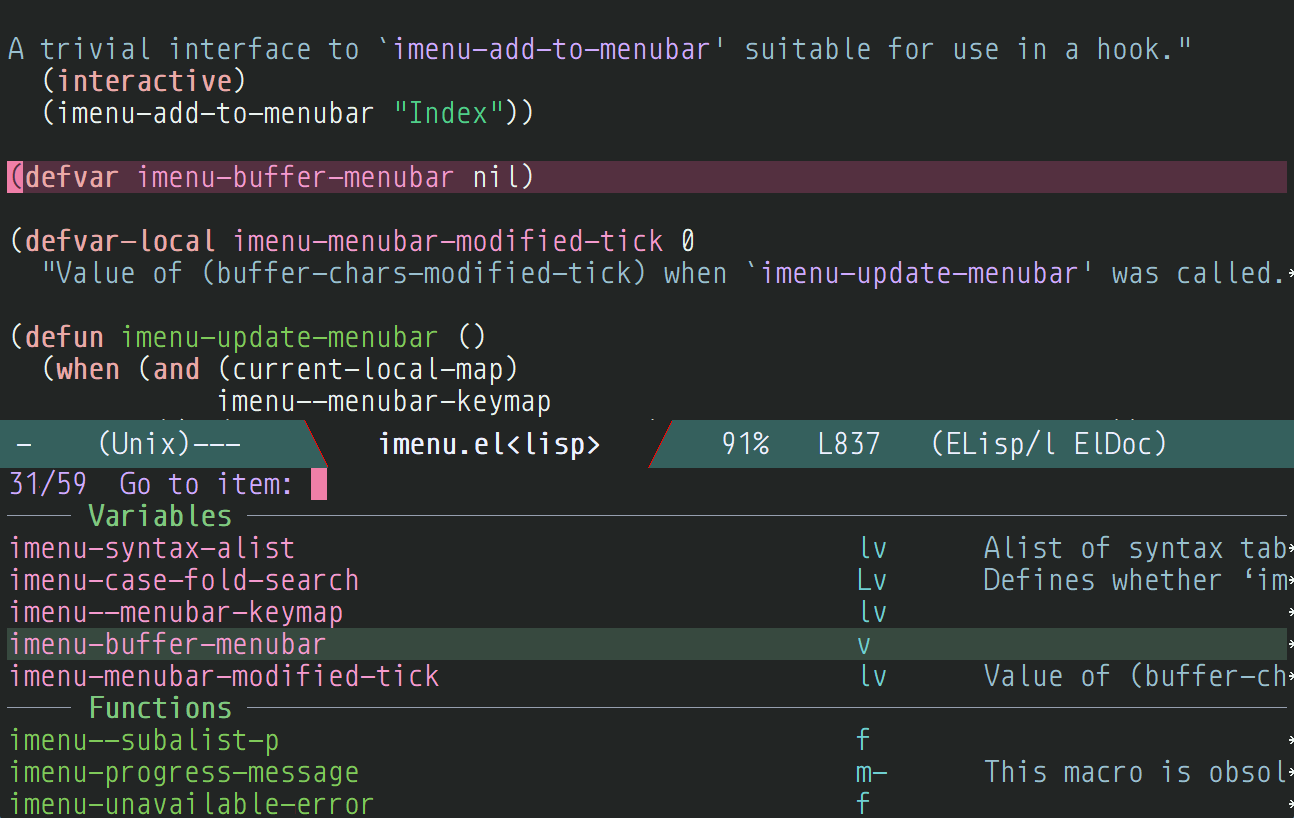 A trivial interface to `imenu-add-to-menubar' suitable for use in a hook."
(interactive)
(imenu-add-to-menubar "Index"))
(defvar imenu-buffer-menubar nil)
(defvar-local imenu-menubar-modified-tick 0
"Value of (buffer-chars-modified-tick) when `imenu-update-menubar' was called.
(defun imenu-update-menubar ()
(when (and (current-local-map)
imenu--menubar-keymap
- (Unix)--- imenu.el<lisp> 91% L837 (ELisp/l ElDoc)
31/59 Go to item:
Variables
imenu-syntax-alist lv Alist of syntax tab
imenu-case-fold-search Lv Defines whether ‘im
imenu--menubar-keymap lv
imenu-buffer-menubar v
imenu-menubar-modified-tick lv Value of (buffer-ch
Functions
imenu--subalist-p f
imenu-progress-message m- This macro is obsol
imenu-unavailable-error f